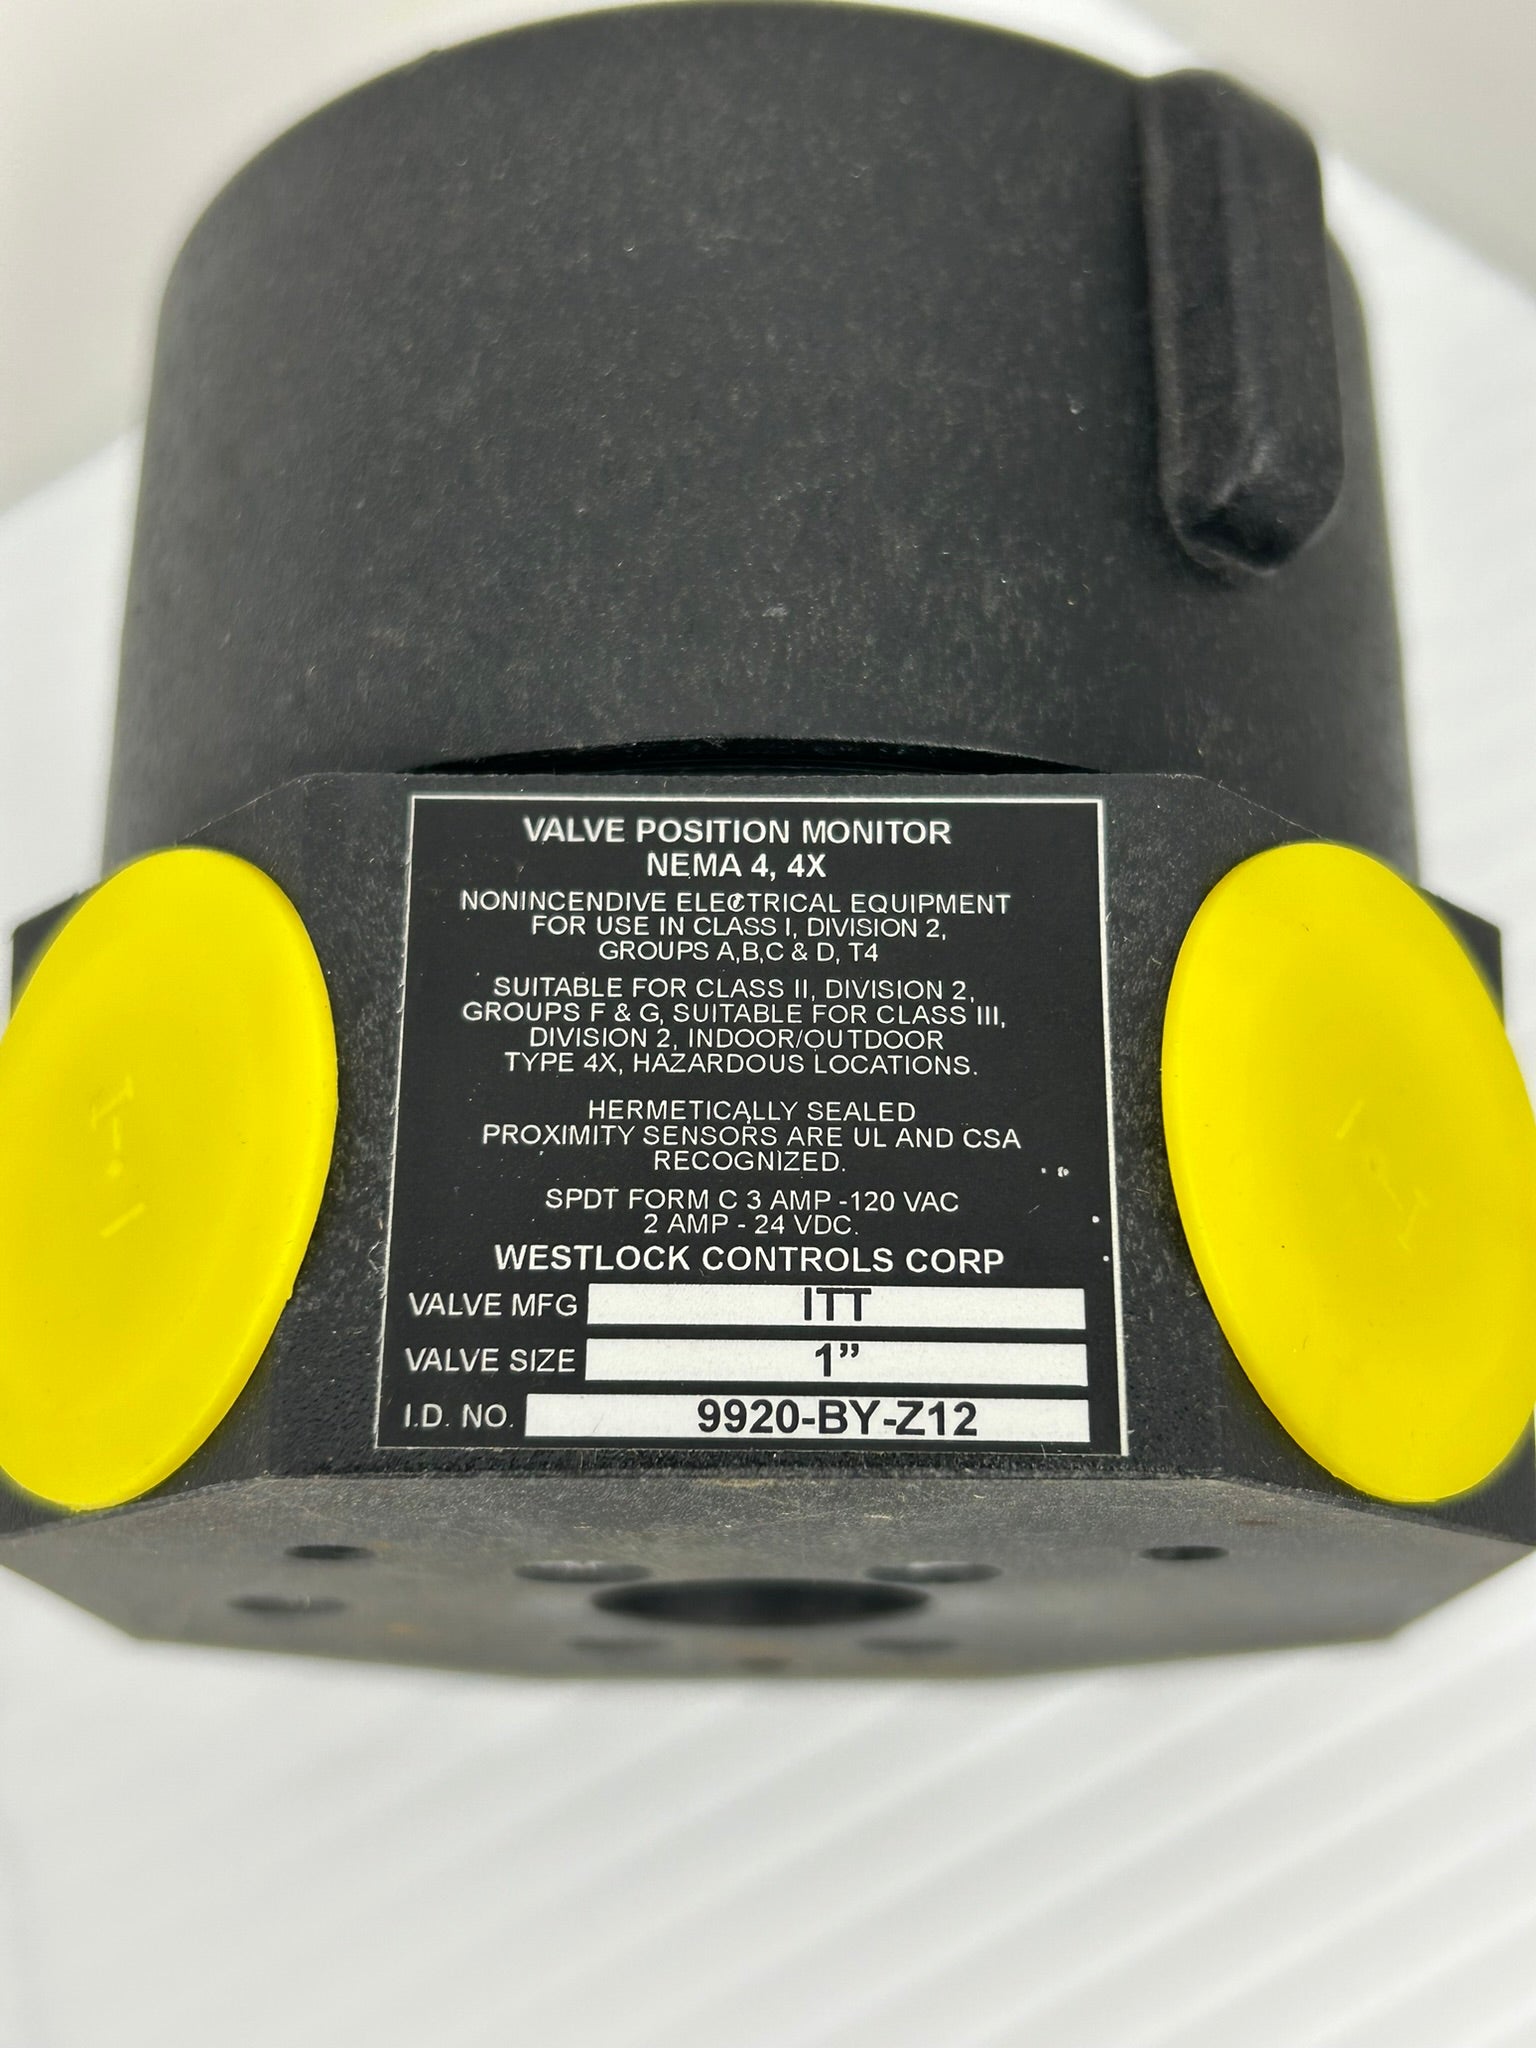 VALVE POSITION MONITOR
NEMA 4, 4X
NONINCENDIVE ELECTRICAL EQUIPMENT
FOR USE IN CLASS I, DIVISION 2,
GROUPS A,B,C & D, T4
SUITABLE FOR CLASS II, DIVISION 2,
GROUPS F & G, SUITABLE FOR CLASS III,
DIVISION 2, INDOOR/OUTDOOR
TYPE 4X, HAZARDOUS LOCATIONS.
HERMETICALLY SEALED
PROXIMITY SENSORS ARE UL AND CSA
RECOGNIZED.
SPDT FORM C 3 AMP -120 VAC
2 AMP - 24 VDC.
WESTLOCK CONTROLS CORP
VALVE MFG ITT
VALVE SIZE 1”
I.D. NO. 9920-BY-Z12